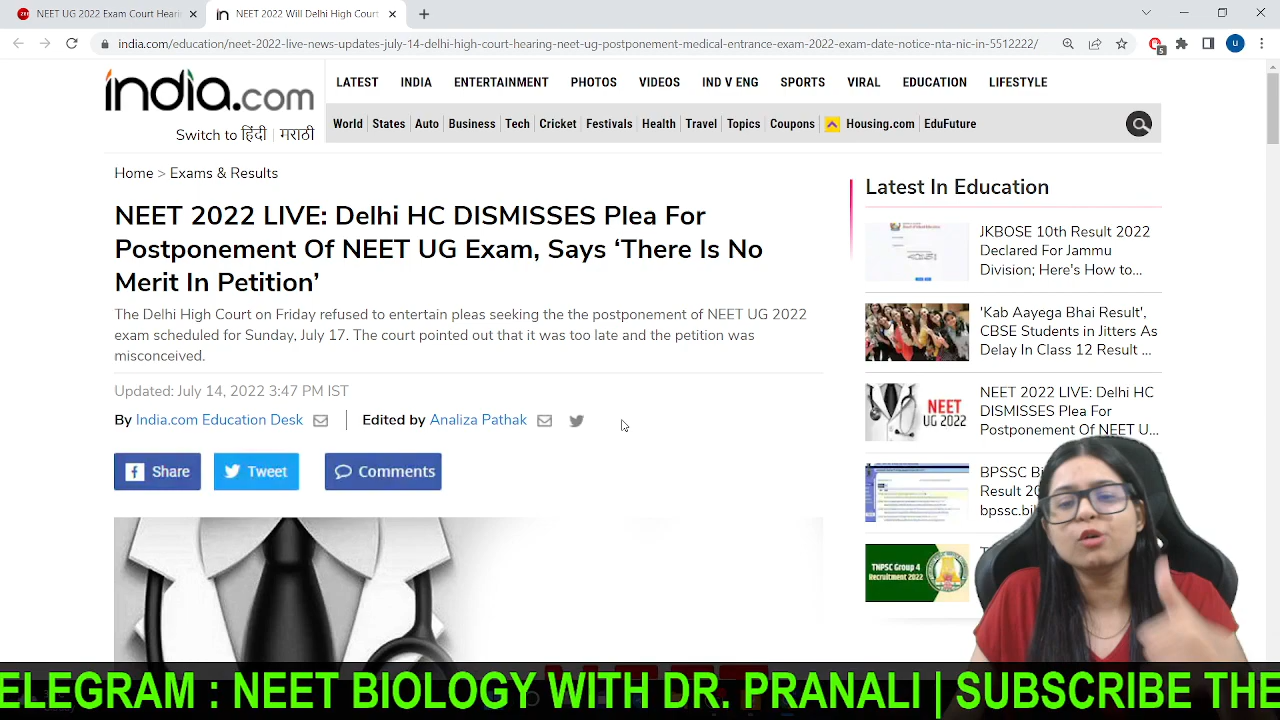 NEET UG 2022 Exam Court Heari
NEET 2022 Will Delhi High Court
india.com/education/neet-2022-live-news-updates-july-14-delhi-high-court-hearing-neet-ug-postponement-medical-entrance-exam-2022-exam-date-notice-nta-nic-in-5512222/
5
u
india.com
LATEST INDIA ENTERTAINMENT PHOTOS VIDEOS IND V ENG SPORTS VIRAL EDUCATION LIFESTYLE
World States Auto Business Tech Cricket Festivals Health Travel Topics Coupons Housing.com EduFuture
Switch to हिंदी मराठी
Home > Exams & Results
NEET 2022 LIVE: Delhi HC DISMISSES Plea For
Postponement Of NEET UG Exam, Says ‘There Is No
Merit In Petition’
The Delhi High Court on Friday refused to entertain pleas seeking the the postponement of NEET UG 2022
exam scheduled for Sunday, July 17. The court pointed out that it was too late and the petition was
misconceived.
Updated: July 14, 2022 3:47 PM IST
By India.com Education Desk Edited by Analiza Pathak
Share Tweet Comments
Latest In Education
JKBOSE 10th Result 2022
Declared For Jammu
Division; Here’s How to...
'Kab Aayega Bhai Result',
CBSE Students in Jitters As
Delay In Class 12 Result ...
NEET
UG 2022
NEET 2022 LIVE: Delhi HC
DISMISSES Plea For
Postponement Of NEET U...
BPSSC B
Result 20
bpssc.bi
TNPSC Group 4
Recruitment 2022
ELEGRAM : NEET BIOLOGY WITH DR. PRANALI | SUBSCRIBE THE